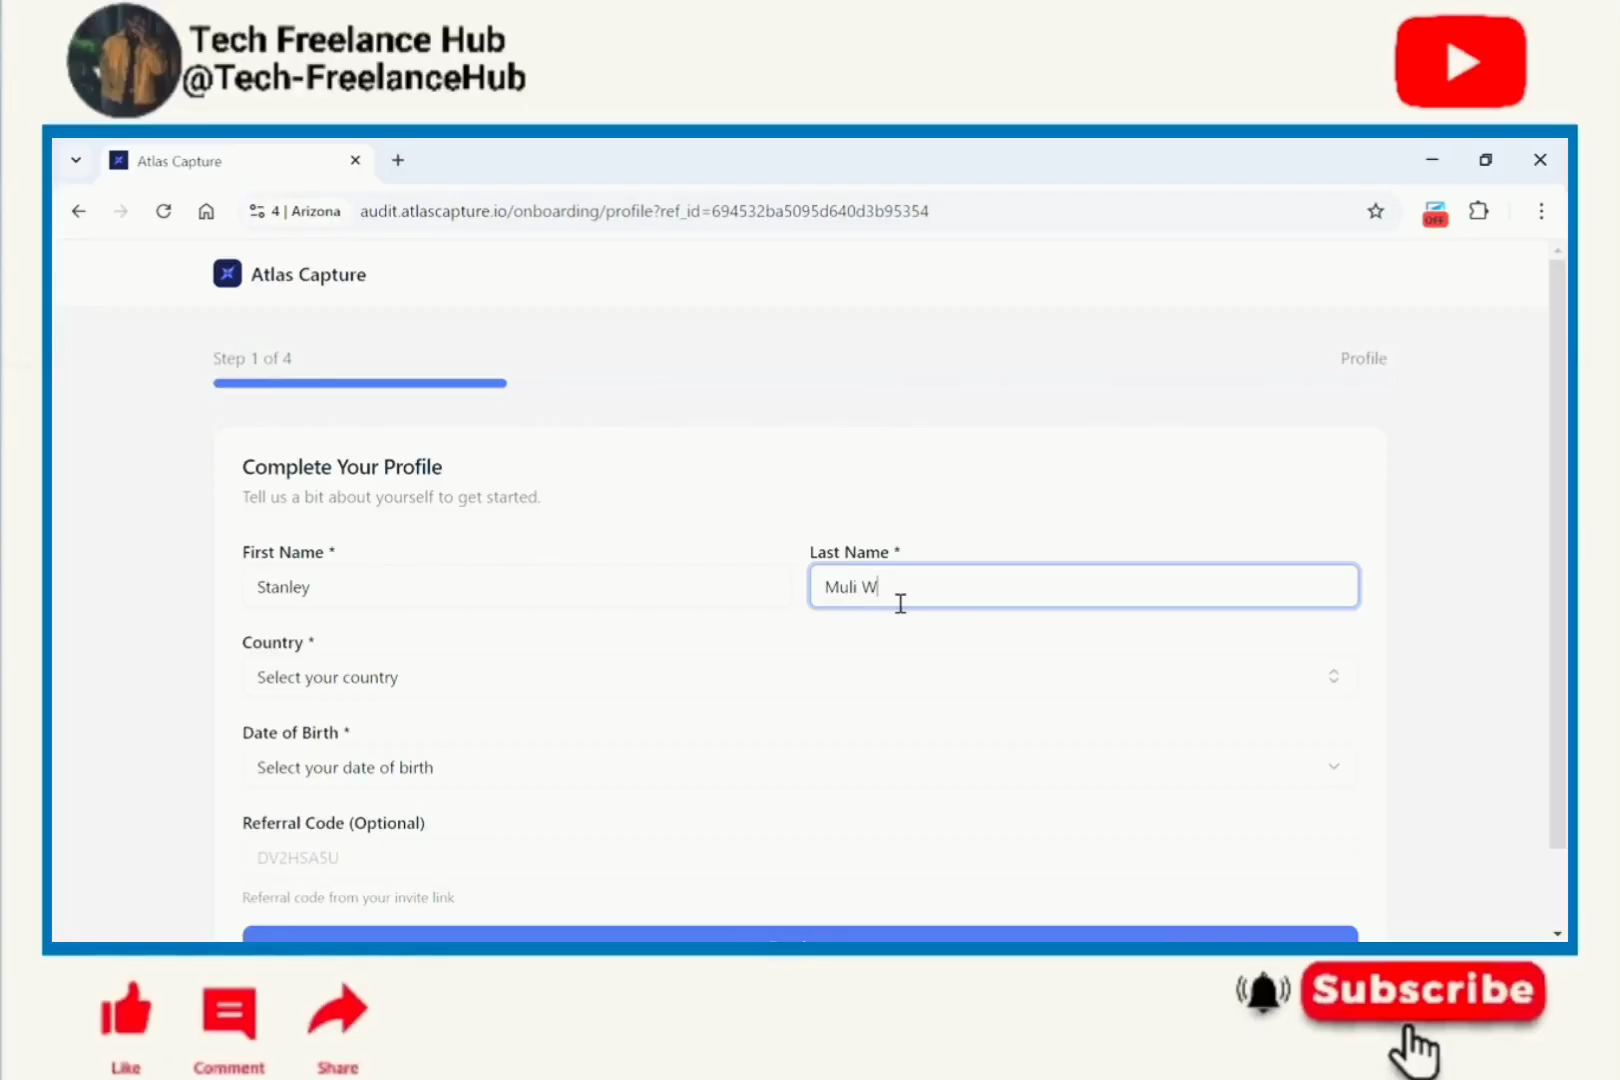 Tech Freelance Hub
@Tech-FreelanceHub
Atlas Capture
4 | Arizona
audit.atlascapture.io/onboarding/profile?ref_id=694532ba5095d640d3b95354
OFF
Atlas Capture
Step 1 of 4
Profile
Complete Your Profile
Tell us a bit about yourself to get started.
First Name *
Last Name *
Stanley
Muli W
Country *
Select your country
Date of Birth *
Select your date of birth
Referral Code (Optional)
DV2HSA5U
Referral code from your invite link
Subscribe
Like
Comment
Share